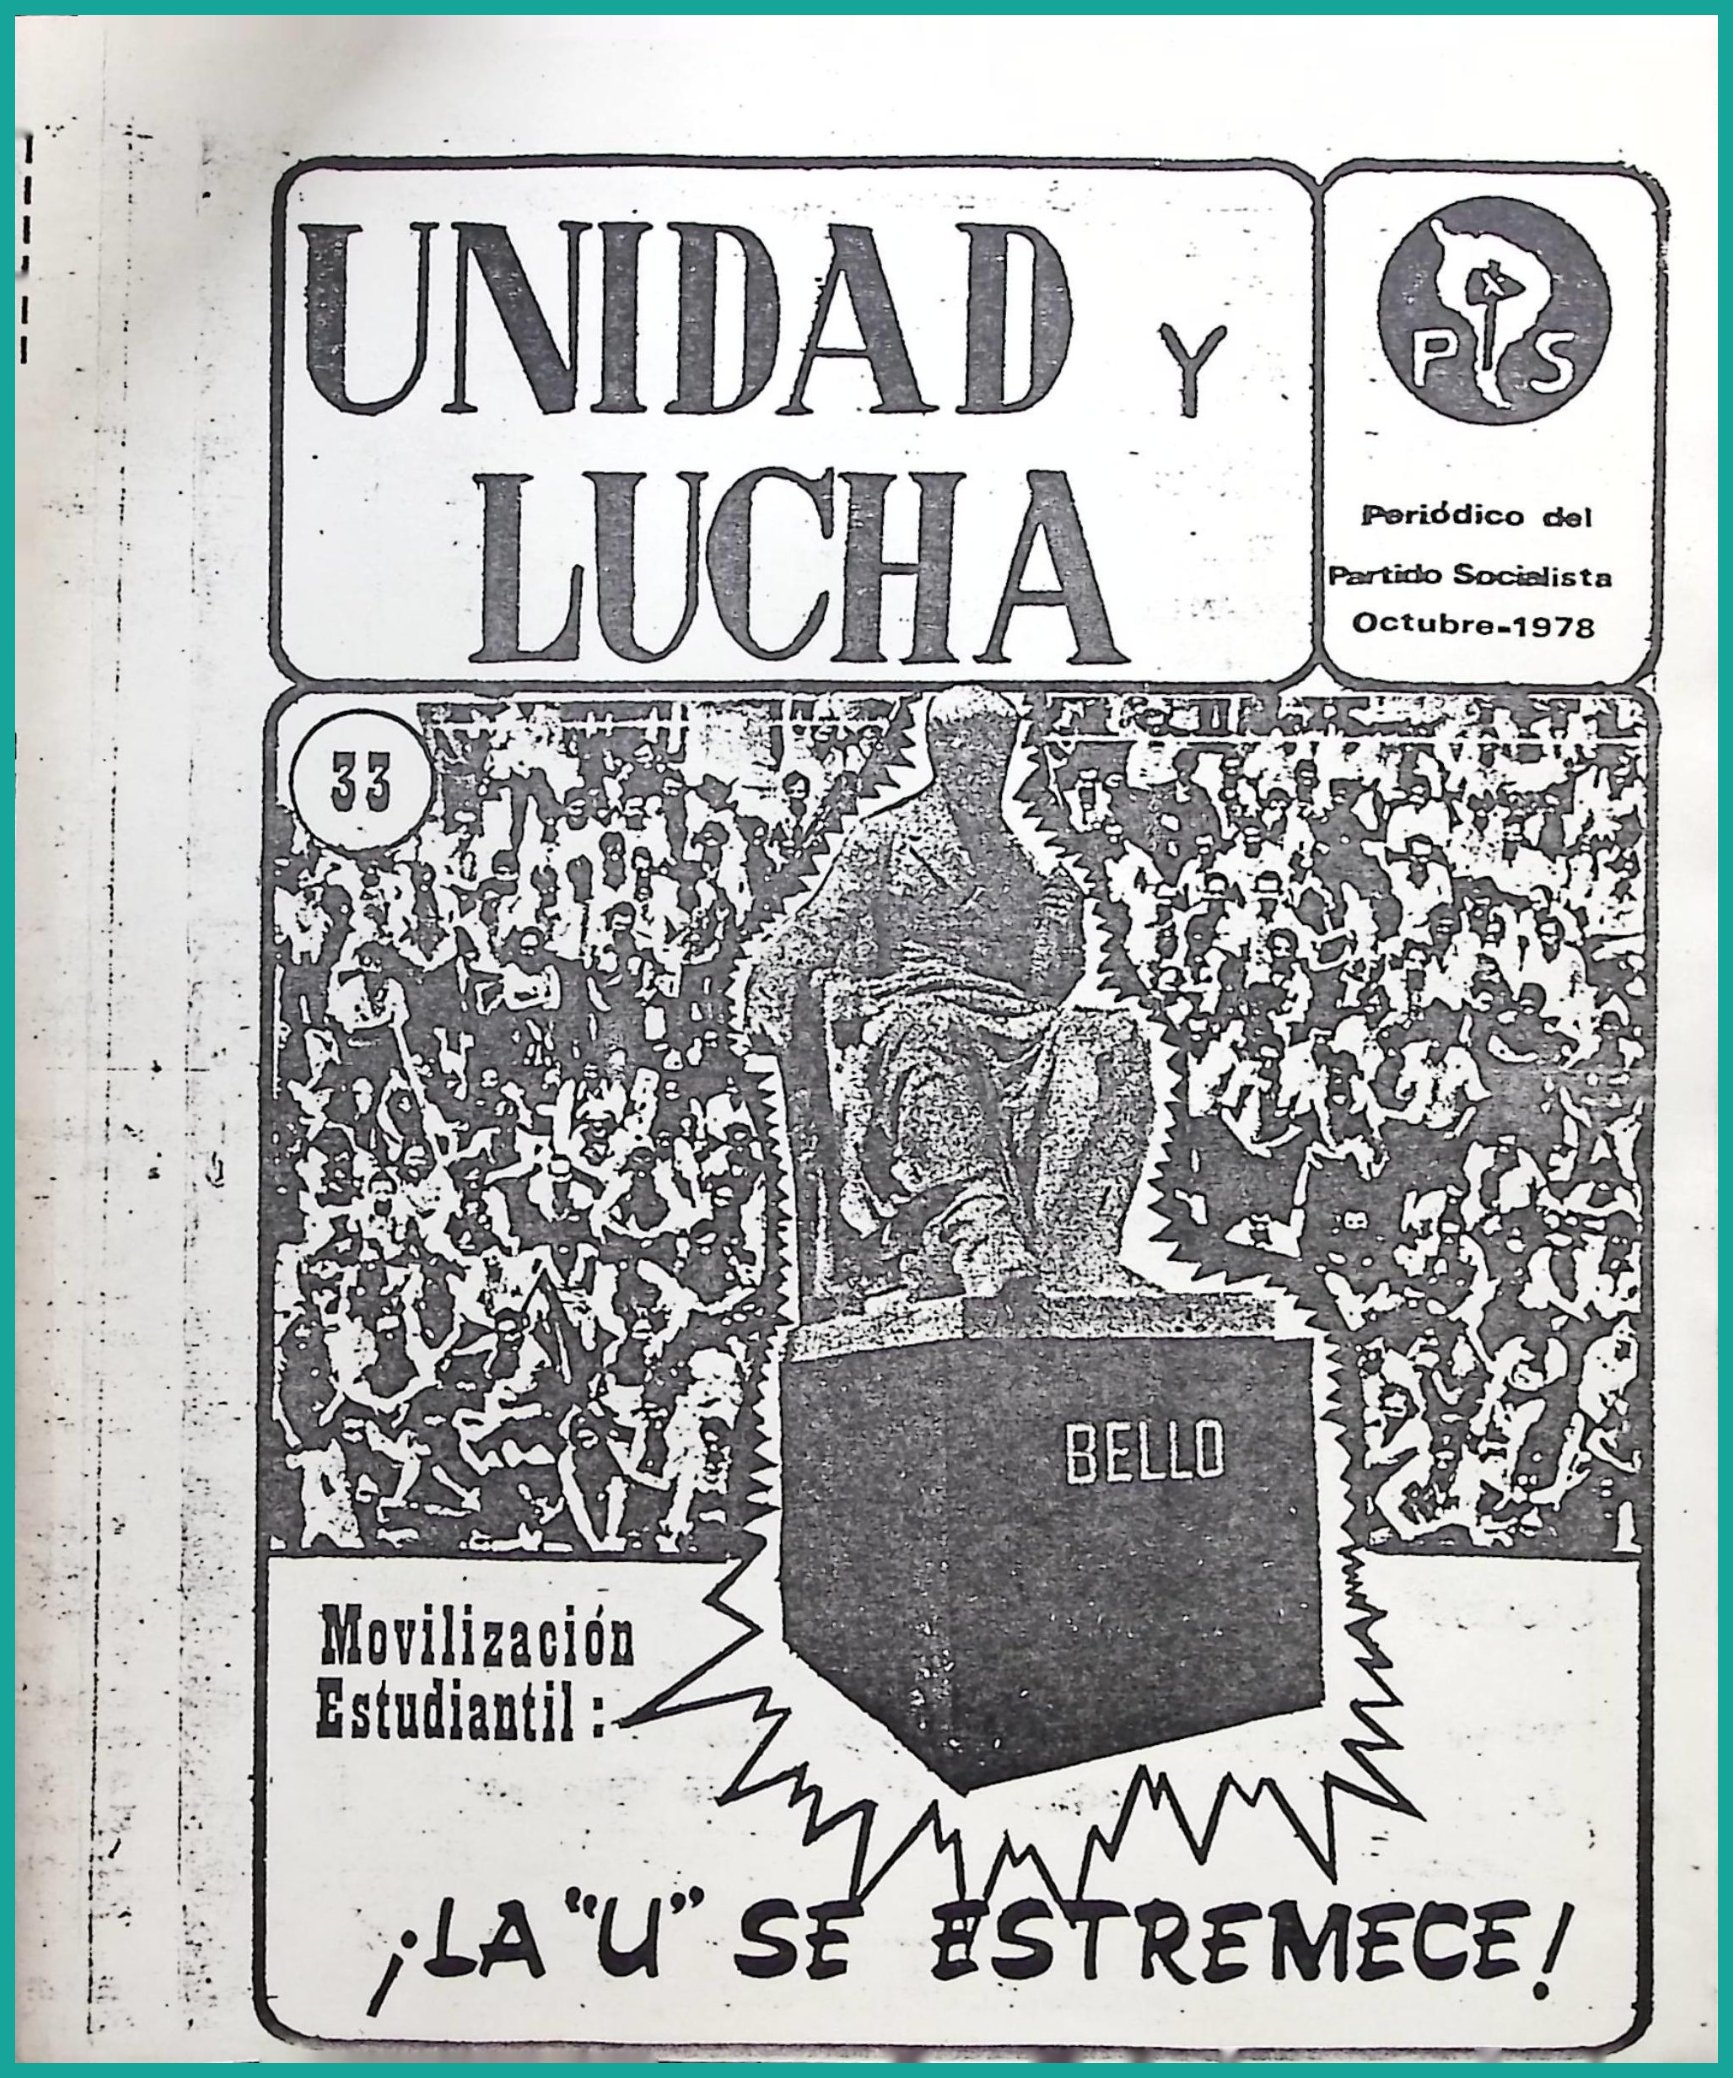 UNIDAD Y
LUCHA
P S
Periódico del
Partido Socialista
Octubre-1978
33
BELLO
Movilización
Estudiantil:
¡LA "U" SE ESTREMECE!